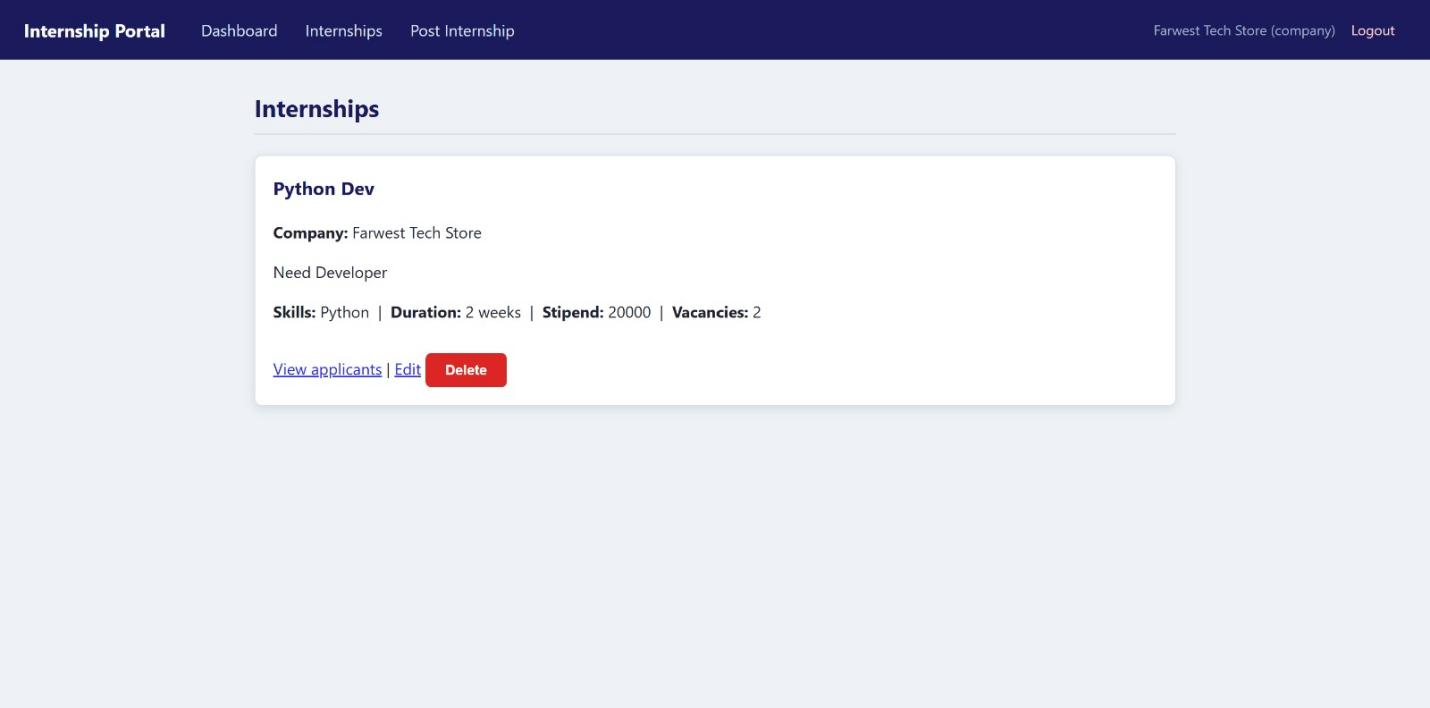 Internship Portal Dashboard Internships Post Internship Farwest Tech Store (company) Logout
Internships
Python Dev
Company: Farwest Tech Store
Need Developer
Skills: Python | Duration: 2 weeks | Stipend: 20000 | Vacancies: 2
View applicants | Edit Delete